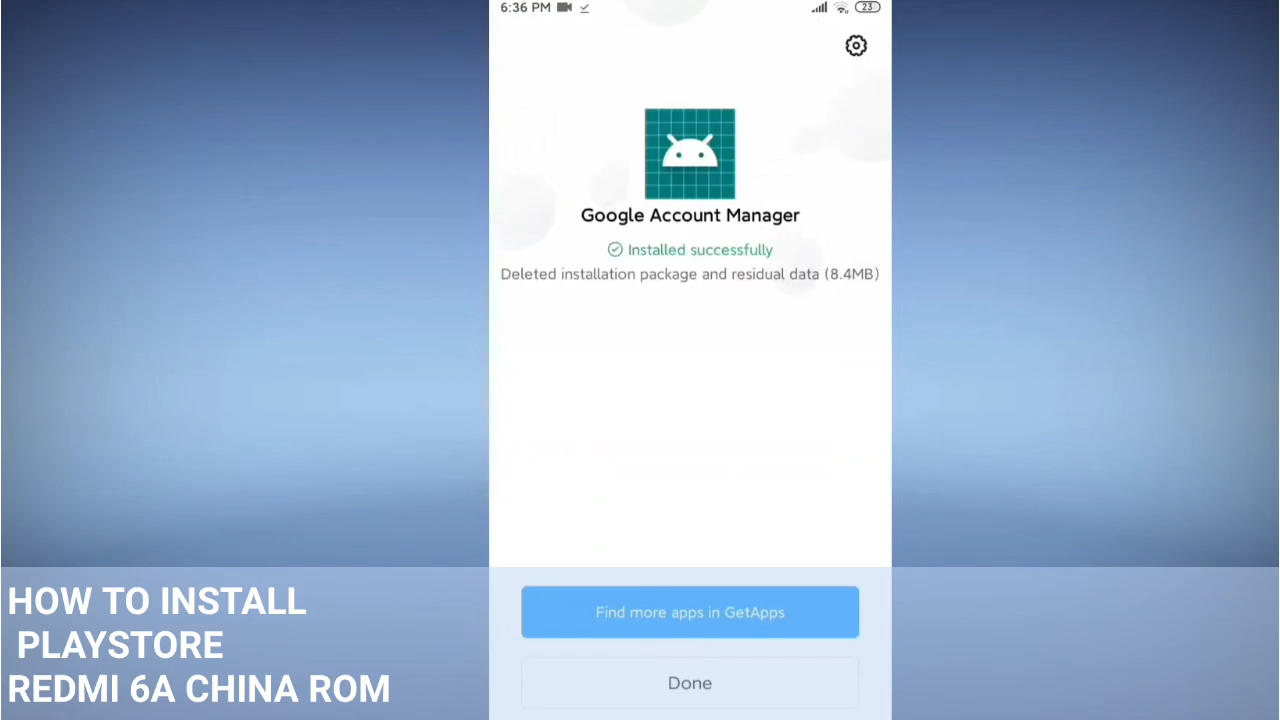 6:36 PM
23
Google Account Manager
Installed successfully
Deleted installation package and residual data (8.4MB)
Find more apps in GetApps
Done
HOW TO INSTALL
PLAYSTORE
REDMI 6A CHINA ROM